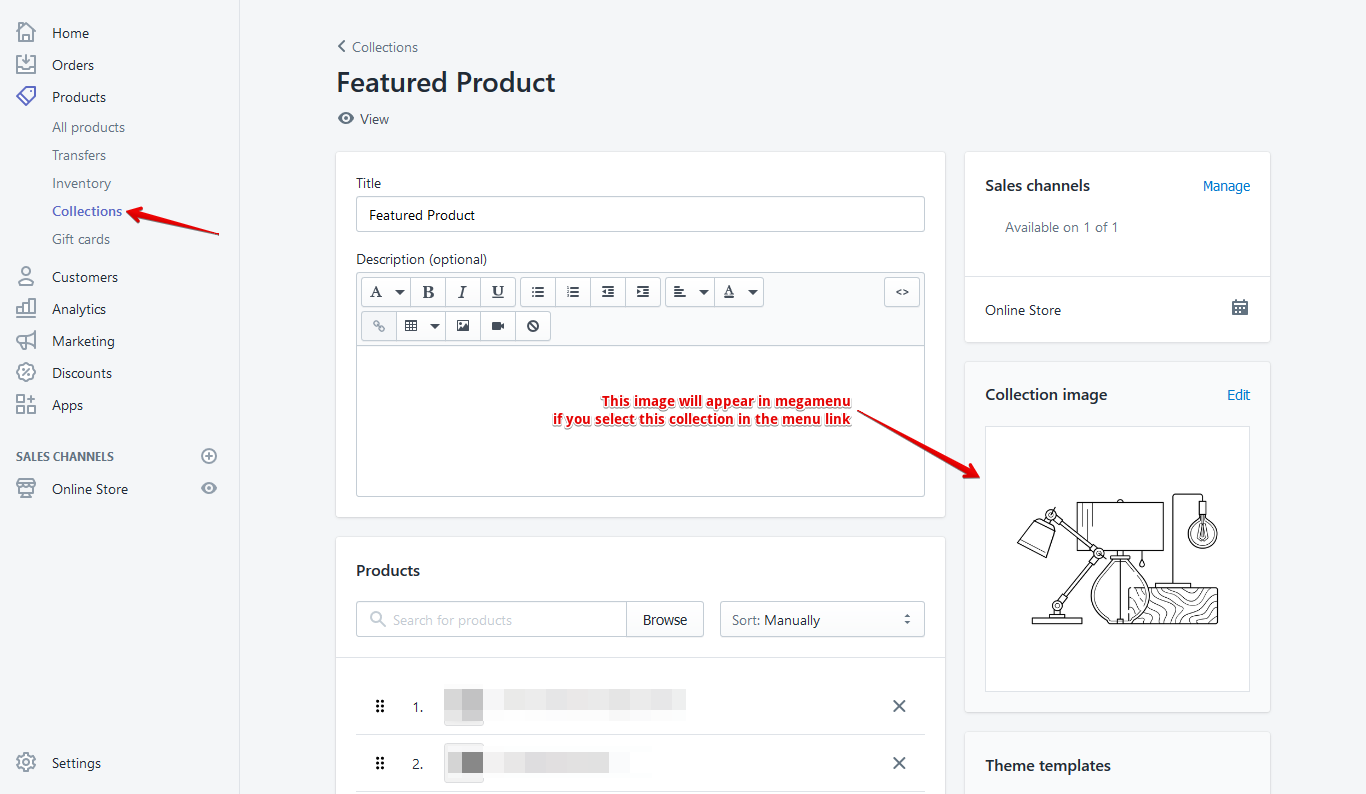 Home
Orders
Products
All products
Transfers
Inventory
Collections
Gift cards
Customers
Analytics
Marketing
Discounts
Apps
SALES CHANNELS
Online Store
Settings
Collections
Featured Product
View
Title
Featured Product
Description (optional)
A B I U A <>
This image will appear in megamenu
if you select this collection in the menu link
Products
Search for products Browse Sort: Manually
1.
2.
Sales channels Manage
Available on 1 of 1
Online Store
Collection image Edit
Theme templates